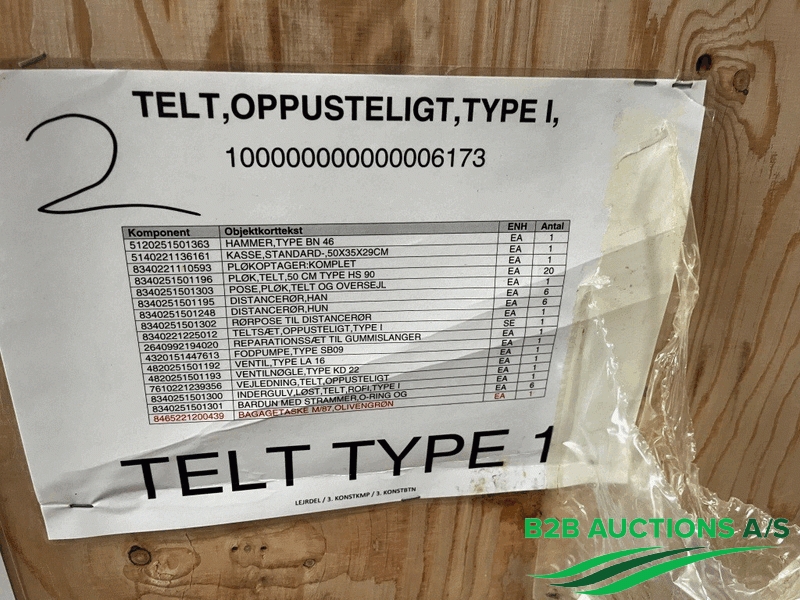 TELT,OPPUSTELIGT,TYPE I,
100000000000006173
2
Komponent Objektkorttekst ENH Antal
5120251501363 HAMMER,TYPE BN 46 EA 1
5140221136161 KASSE,STANDARD-,50X35X29CM EA 1
8340221110593 PLØKOPTAGER:KOMPLET EA 1
8340251501196 PLØK,TELT,50 CM TYPE HS 90 EA 20
8340251501303 POSE,PLØK,TELT OG OVERSEJL EA 1
8340251501195 DISTANCERØR,HAN EA 6
8340251501248 DISTANCERØR,HUN EA 6
8340251501302 RØRPOSE TIL DISTANCERØR EA 1
8340221225012 TELTSÆT,OPPUSTELIGT,TYPE I SE 1
2640992194020 REPARATIONSSÆT TIL GUMMISLANGER EA 1
4320151447613 FODPUMPE,TYPE SB09 EA 1
4820251501192 VENTIL,TYPE LA 16 EA 1
4820251501193 VENTILNØGLE,TYPE KD 22 EA 1
7610221239356 VEJLEDNING,TELT,OPPUSTELIGT EA 1
8340251501300 INDERGULV,LØST,TELT,ROFI,TYPE I EA 1
8340251501301 BARDUN MED STRAMMER,O-RING OG EA 6
8465221200439 BAGAGETASKE M/87,OLIVENGRØN EA 1
TELT TYPE 1
LEJRDEL / 3. KONSTKMP / 3. KONSTBTN
B2B AUCTIONS A/S